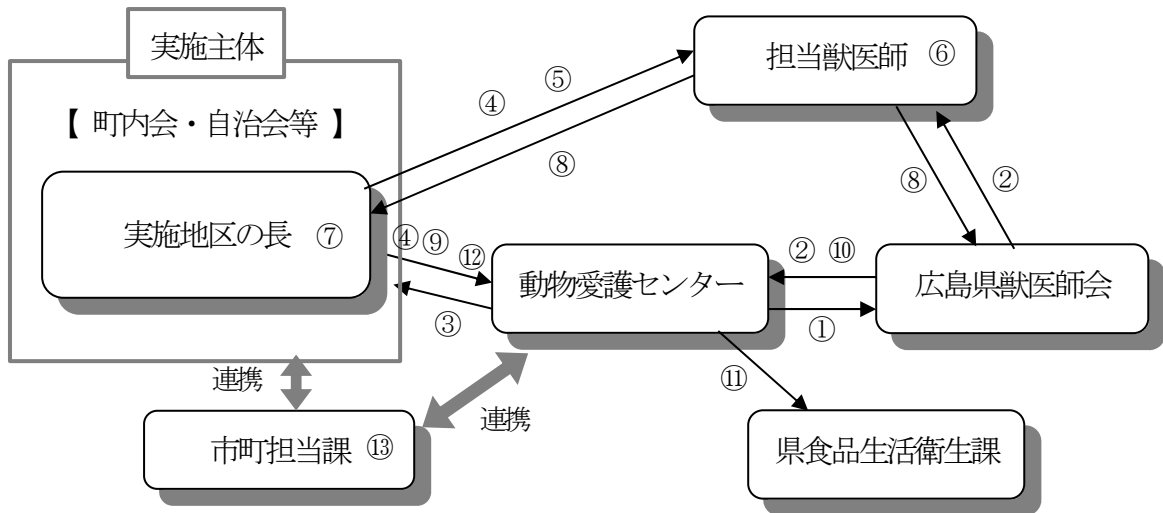 実施主体
【 町内会・自治会等 】
実施地区の長 ⑦
担当獣医師 ⑥
④ ⑤
⑧
⑧ ②
④ ⑨ ⑫
③
動物愛護センター
② ⑩
①
広島県獣医師会
連携
連携
⑪
市町担当課 ⑬
県食品生活衛生課